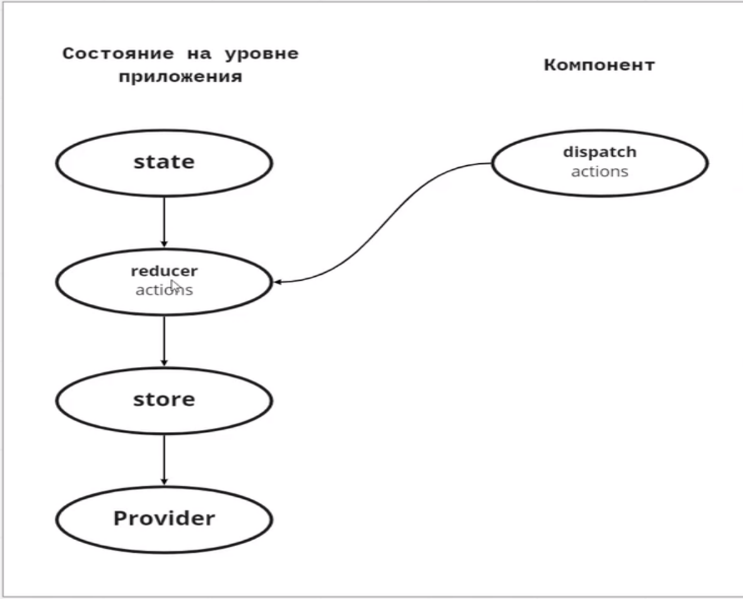 Состояние на уровне
приложения
Компонент
state
dispatch
actions
reducer
actions
store
Provider